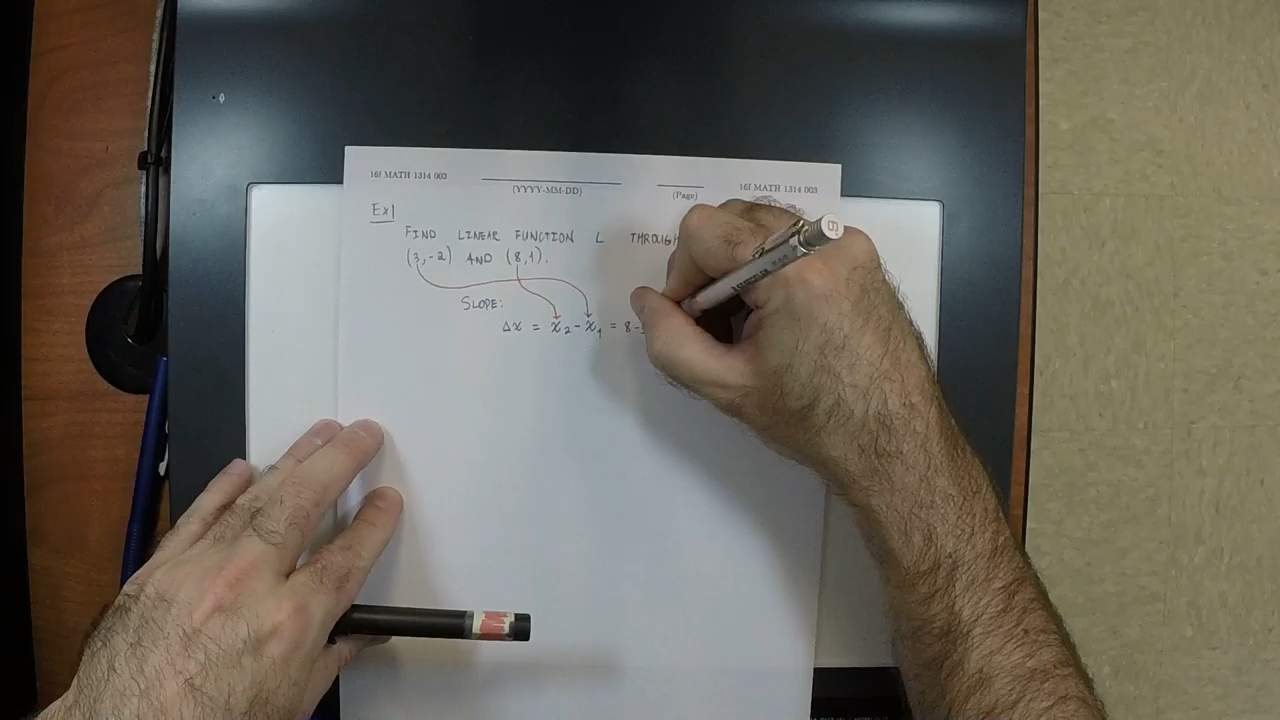 16f MATH 1314 003 (YYYY-MM-DD) (Page) 16f MATH 1314 003
Ex1
FIND LINEAR FUNCTION L THROUGH
(3,-2) AND (8,1).
SLOPE:
Δx = x₂ - x₁ = 8 -